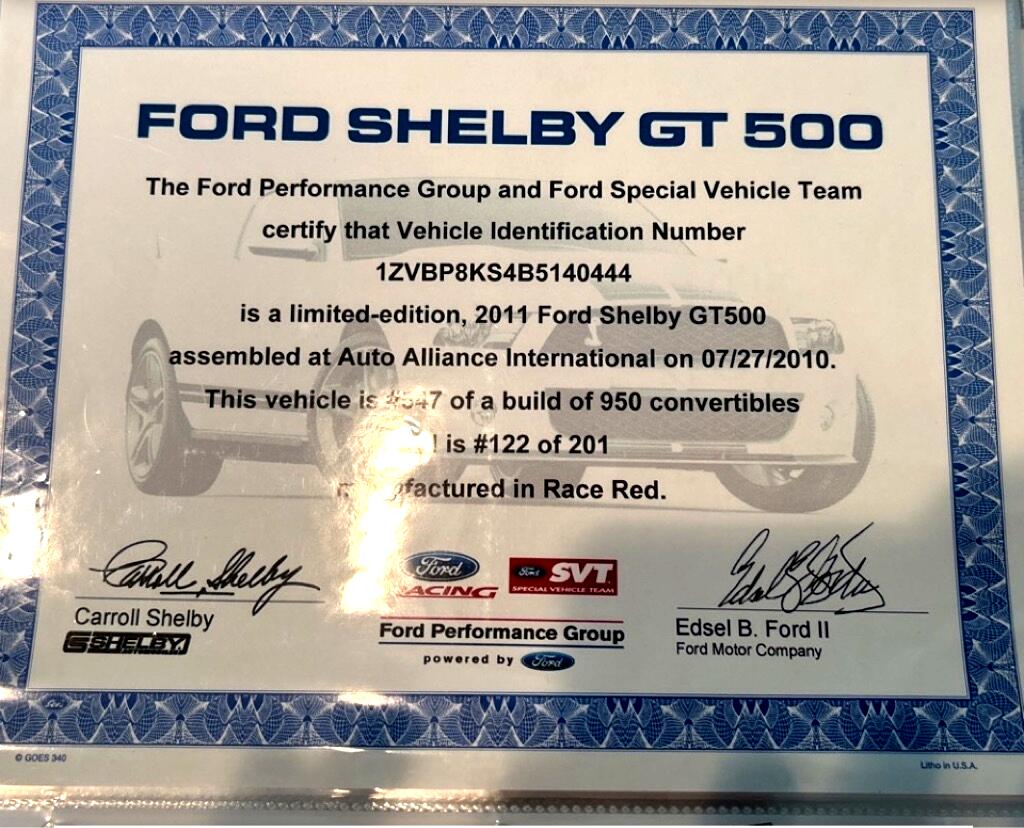 FORD SHELBY GT 500
The Ford Performance Group and Ford Special Vehicle Team
certify that Vehicle Identification Number
1ZVBP8KS4B5140444
is a limited-edition, 2011 Ford Shelby GT500
assembled at Auto Alliance International on 07/27/2010.
This vehicle is of a build of 950 convertibles
is #122 of 201
in Race Red.
Carroll Shelby
Ford
RACING
Ford SVT
SPECIAL VEHICLE TEAM
Carroll Shelby
SHELBY
Ford Performance Group
powered by Ford
Edsel B. Ford II
Ford Motor Company
© GOES 340
Litho in U.S.A.